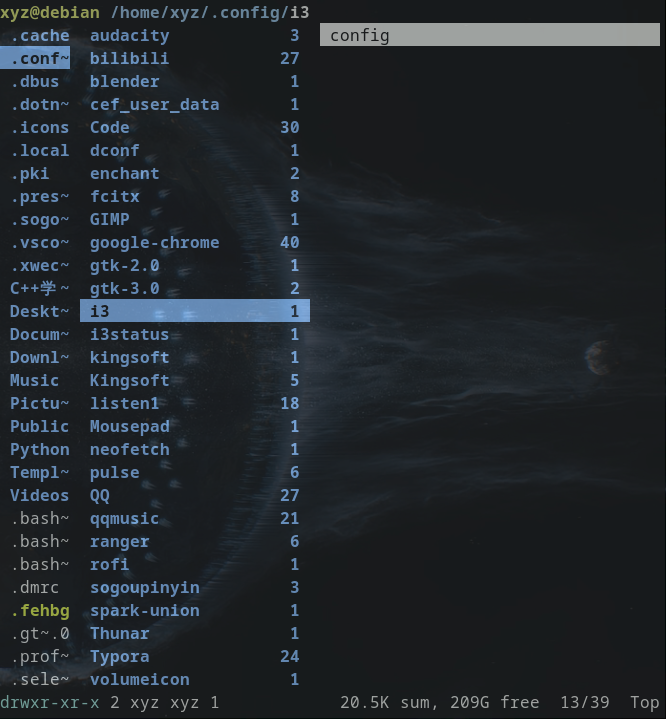 xyz@debian /home/xyz/.config/i3
.cache audacity 3 config
.conf~ bilibili 27
.dbus blender 1
.dotn~ cef_user_data 1
.icons Code 30
.local dconf 1
.pki enchant 2
.pres~ fcitx 8
.sogo~ GIMP 1
.vsco~ google-chrome 40
.xwec~ gtk-2.0 1
C++学~ gtk-3.0 2
Deskt~ i3 1
Docum~ i3status 1
Downl~ kingsoft 1
Music Kingsoft 5
Pictu~ listen1 18
Public Mousepad 1
Python neofetch 1
Templ~ pulse 6
Videos QQ 27
.bash~ qqmusic 21
.bash~ ranger 6
.bash~ rofi 1
.dmrc sogoupinyin 3
.fehbg spark-union 1
.gt~.0 Thunar 1
.prof~ Typora 24
.sele~ volumeicon 1
drwxr-xr-x 2 xyz xyz 1 20.5K sum, 209G free 13/39 Top